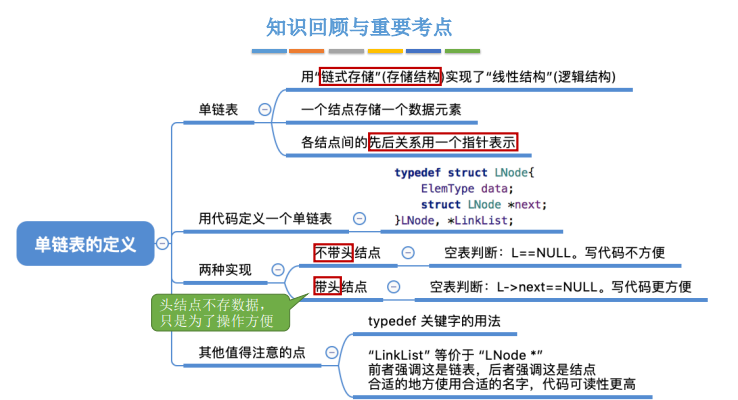 知识回顾与重要考点
用“链式存储”(存储结构)实现了“线性结构”(逻辑结构)
单链表
一个结点存储一个数据元素
各结点间的先后关系用一个指针表示
typedef struct LNode{
ElemType data;
struct LNode *next;
}LNode, *LinkList;
用代码定义一个单链表
单链表的定义
不带头结点
空表判断：L==NULL。写代码不方便
两种实现
带头结点
空表判断：L->next==NULL。写代码更方便
头结点不存数据，
只是为了操作方便
typedef 关键字的用法
其他值得注意的点
“LinkList” 等价于 “LNode *”
前者强调这是链表，后者强调这是结点
合适的地方使用合适的名字，代码可读性更高